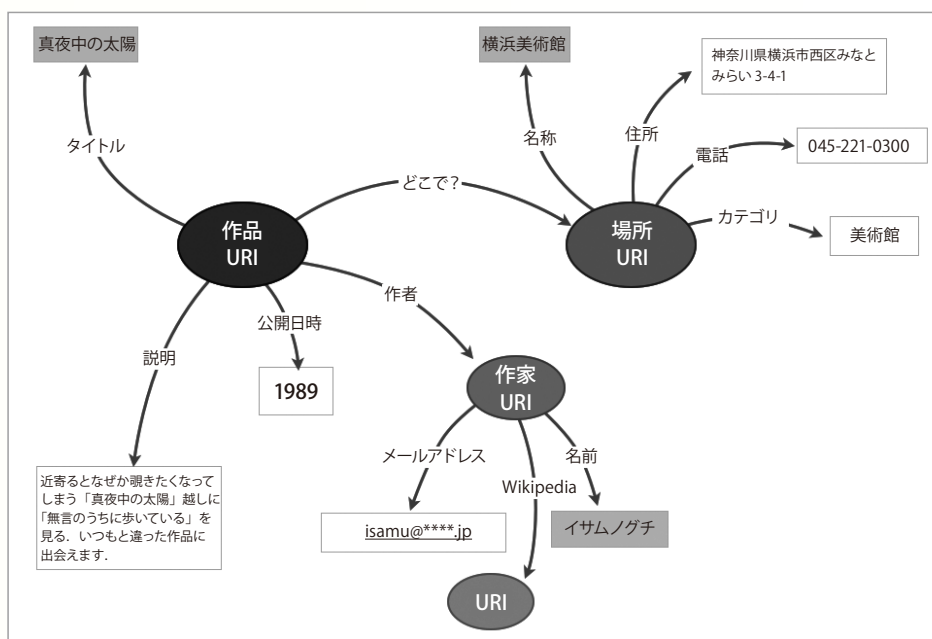 真夜中の太陽
横浜美術館
神奈川県横浜市西区みなと
みらい 3-4-1
名称
住所
タイトル
電話
045-221-0300
どこで？
カテゴリ
作品
URI
場所
URI
美術館
作者
公開日時
説明
1989
作家
URI
メールアドレス
名前
Wikipedia
近寄るとなぜか覗きたくなって
しまう「真夜中の太陽」越しに
「無言のうちに歩いている」を
見る．いつもと違った作品に
出会えます．
isamu@****.jp
イサムノグチ
URI